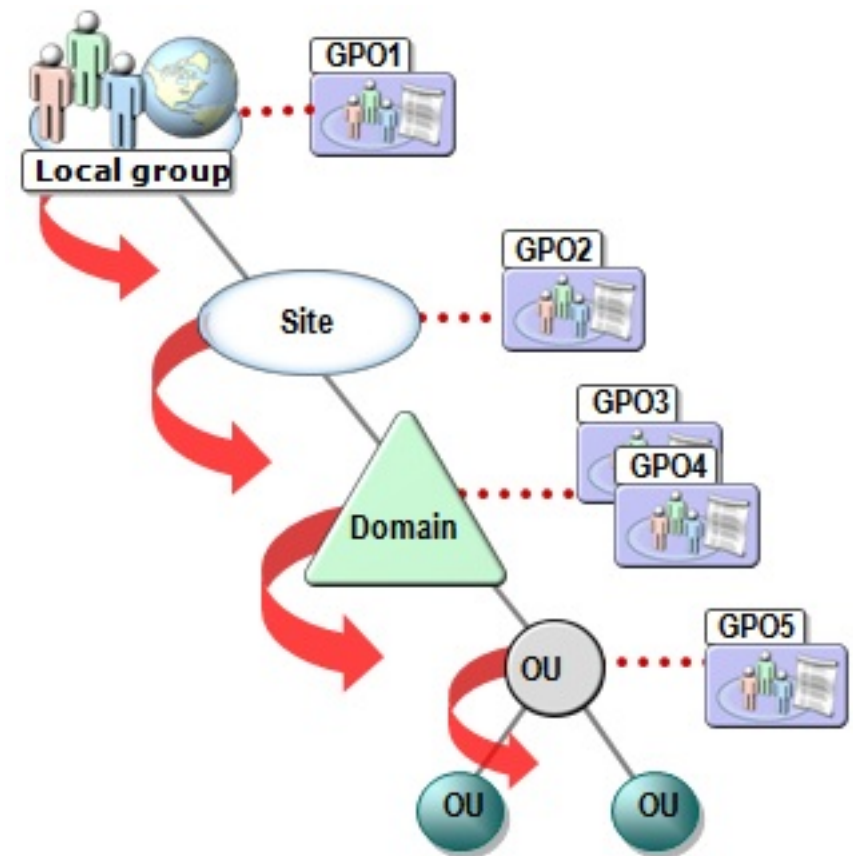 GPO1
Local group
GPO2
Site
GPO3
GPO4
Domain
GPO5
OU
OU
OU